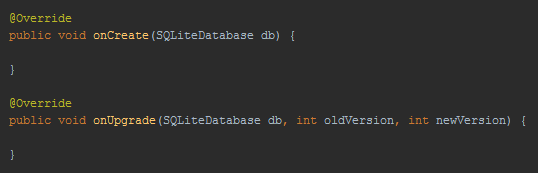 @Override
public void onCreate(SQLiteDatabase db) {
}
@Override
public void onUpgrade(SQLiteDatabase db, int oldVersion, int newVersion) {
}